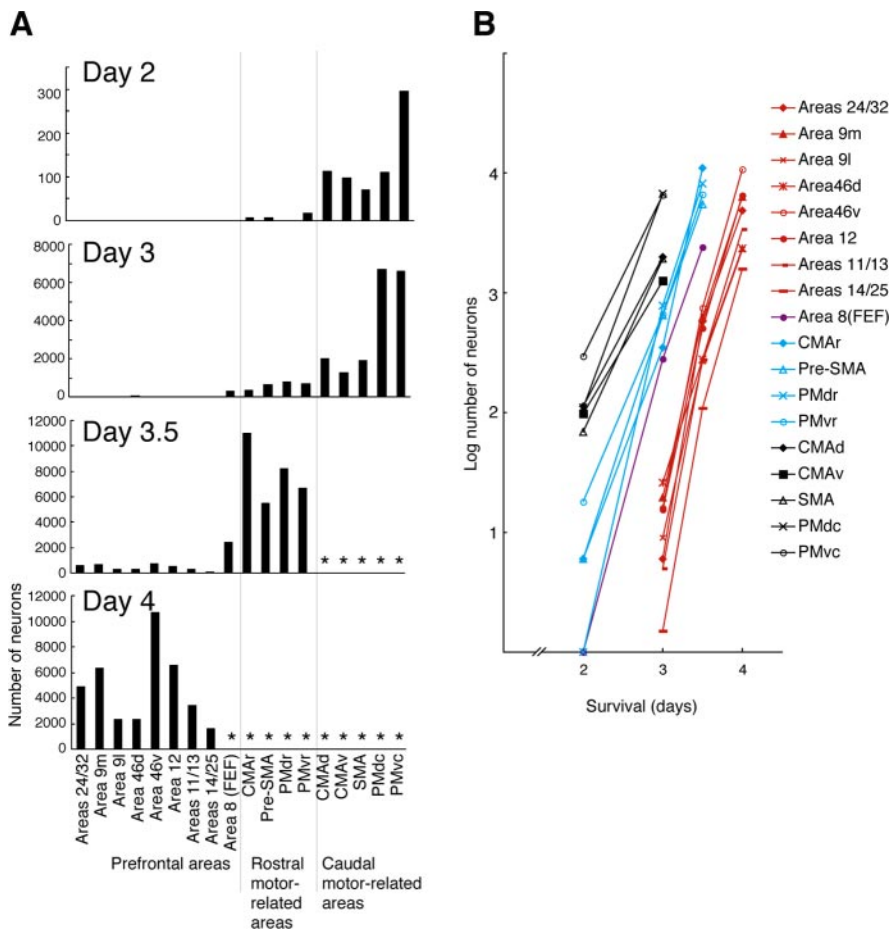 A
Day 2
300
200
100
0
Day 3
8000
6000
4000
2000
0
Day 3.5
12000
10000
8000
6000
4000
2000
0
* * * * *
Day 4
12000
10000
8000
6000
4000
2000
0
* * * * * * * * * *
Number of neurons
Areas 24/32
Area 9m
Area 9l
Area 46d
Area 46v
Area 12
Areas 11/13
Areas 14/25
Area 8 (FEF)
CMAr
Pre-SMA
PMdr
PMvr
CMAd
CMAv
SMA
PMdc
PMvc
Prefrontal areas
Rostral
motor-
related
areas
Caudal
motor-related
areas
B
Log number of neurons
4
3
2
1
2
3
4
Survival (days)
Areas 24/32
Area 9m
Area 9l
Area46d
Area46v
Area 12
Areas 11/13
Areas 14/25
Area 8(FEF)
CMAr
Pre-SMA
PMdr
PMvr
CMAd
CMAv
SMA
PMdc
PMvc